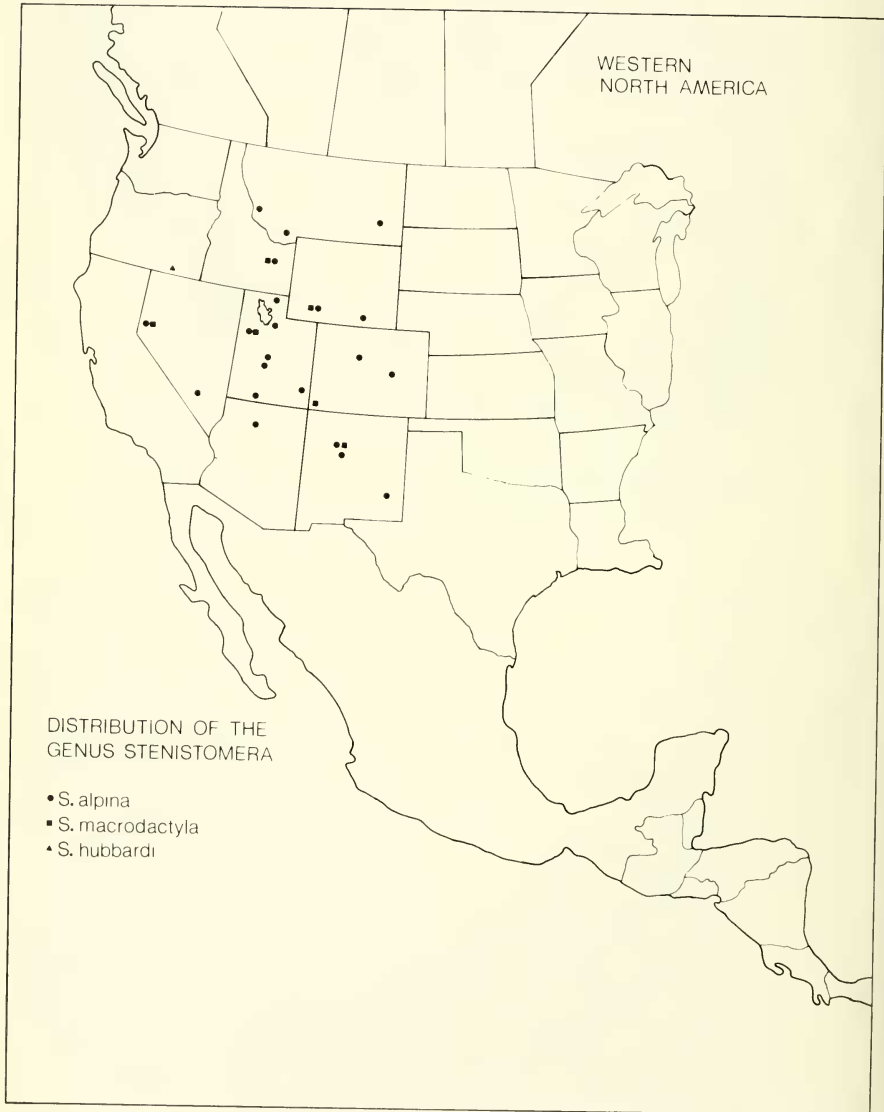 WESTERN
NORTH AMERICA
DISTRIBUTION OF THE
GENUS STENISTOMERA
• S. alpina
▪ S. macrodactyla
▲ S. hubbardi